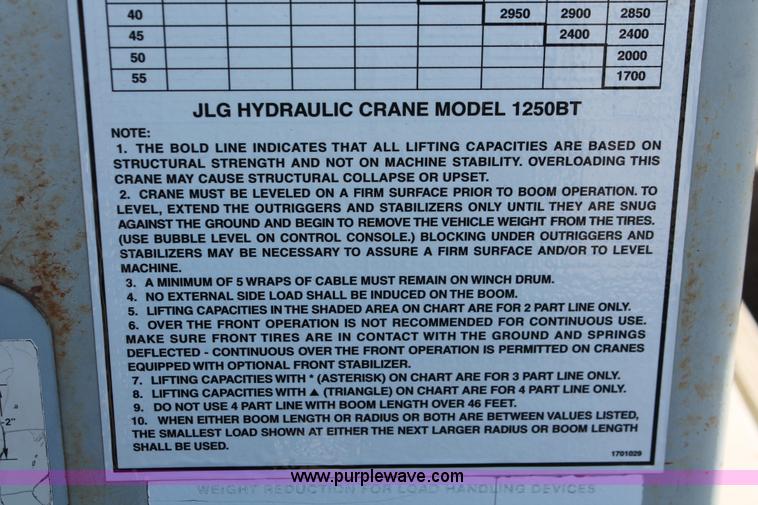 40 2950 2900 2850
45 2400 2400
50 2000
55 1700
JLG HYDRAULIC CRANE MODEL 1250BT
NOTE:
1. THE BOLD LINE INDICATES THAT ALL LIFTING CAPACITIES ARE BASED ON
STRUCTURAL STRENGTH AND NOT ON MACHINE STABILITY. OVERLOADING THIS
CRANE MAY CAUSE STRUCTURAL COLLAPSE OR UPSET.
2. CRANE MUST BE LEVELED ON A FIRM SURFACE PRIOR TO BOOM OPERATION. TO
LEVEL, EXTEND THE OUTRIGGERS AND STABILIZERS ONLY UNTIL THEY ARE SNUG
AGAINST THE GROUND AND BEGIN TO REMOVE THE VEHICLE WEIGHT FROM THE TIRES.
(USE BUBBLE LEVEL ON CONTROL CONSOLE.) BLOCKING UNDER OUTRIGGERS AND
STABILIZERS MAY BE NECESSARY TO ASSURE A FIRM SURFACE AND/OR TO LEVEL
MACHINE.
3. A MINIMUM OF 5 WRAPS OF CABLE MUST REMAIN ON WINCH DRUM.
4. NO EXTERNAL SIDE LOAD SHALL BE INDUCED ON THE BOOM.
5. LIFTING CAPACITIES IN THE SHADED AREA ON CHART ARE FOR 2 PART LINE ONLY.
6. OVER THE FRONT OPERATION IS NOT RECOMMENDED FOR CONTINUOUS USE.
MAKE SURE FRONT TIRES ARE IN CONTACT WITH THE GROUND AND SPRINGS
DEFLECTED - CONTINUOUS OVER THE FRONT OPERATION IS PERMITTED ON CRANES
EQUIPPED WITH OPTIONAL FRONT STABILIZER.
7. LIFTING CAPACITIES WITH * (ASTERISK) ON CHART ARE FOR 3 PART LINE ONLY.
8. LIFTING CAPACITIES WITH ▲ (TRIANGLE) ON CHART ARE FOR 4 PART LINE ONLY.
9. DO NOT USE 4 PART LINE WITH BOOM LENGTH OVER 46 FEET.
10. WHEN EITHER BOOM LENGTH OR RADIUS OR BOTH ARE BETWEEN VALUES LISTED,
THE SMALLEST LOAD SHOWN AT EITHER THE NEXT LARGER RADIUS OR BOOM LENGTH
SHALL BE USED.
1701029
-2"
www.purplewave.com
WEIGHT REDUCTION FOR LOAD HANDLING DEVICES